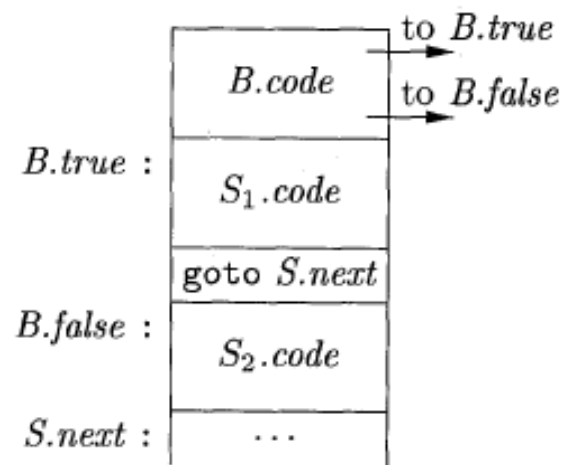 to B.true
B.code
to B.false
B.true :
S₁.code
goto S.next
B.false :
S₂.code
S.next :
...